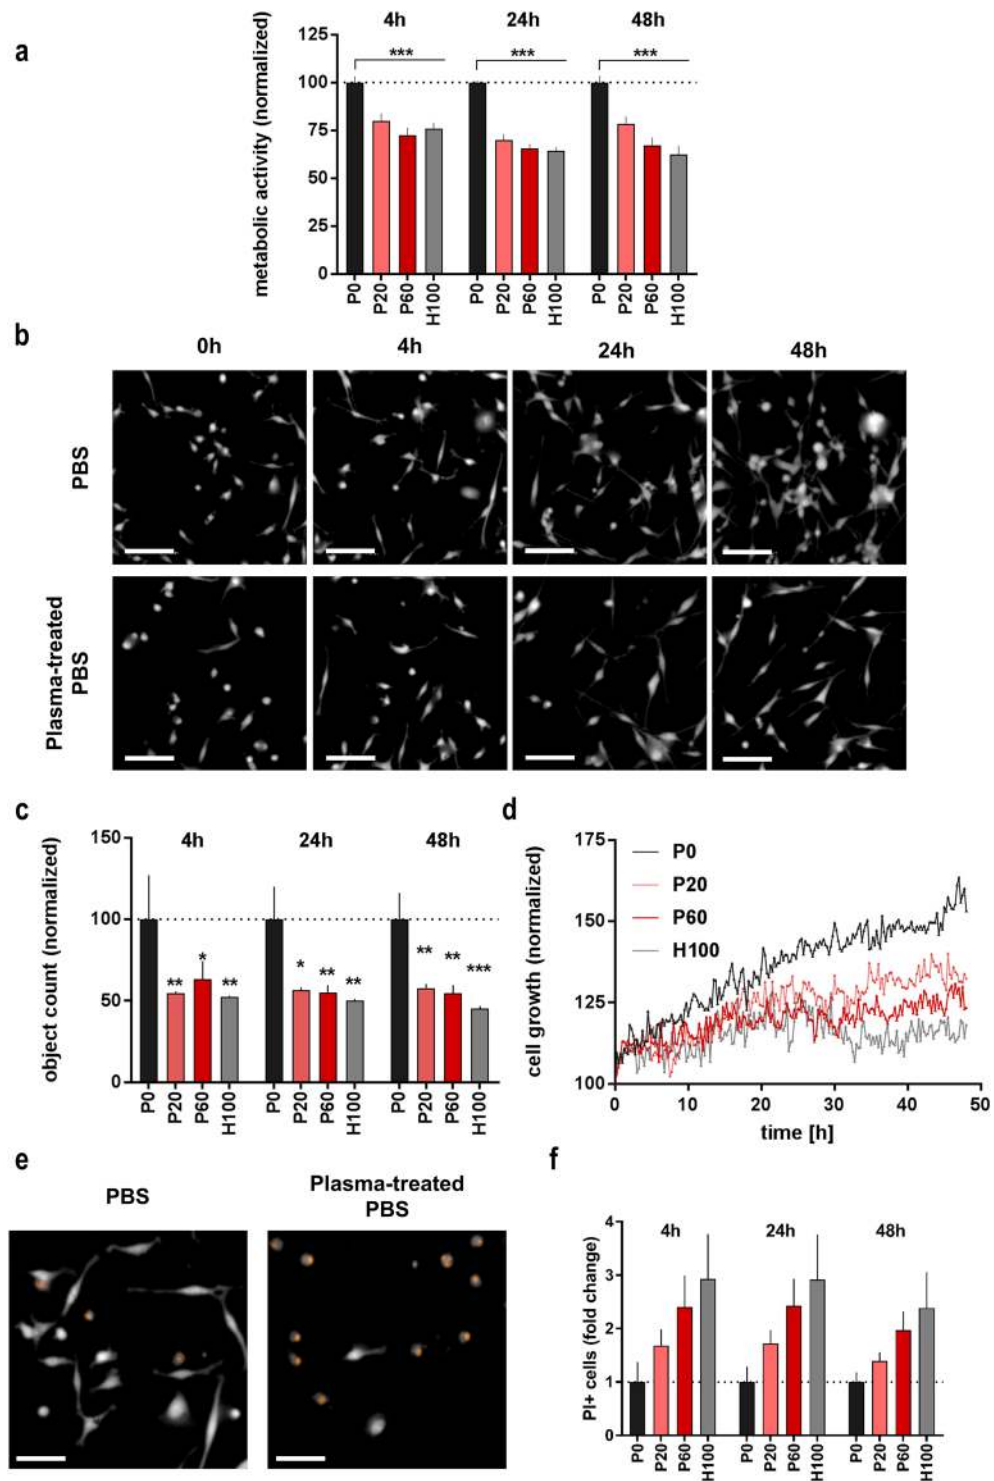 a
4h 24h 48h
metabolic activity (normalized)
125
100
75
50
25
0
*** *** ***
P0 P20 P60 H100 P0 P20 P60 H100 P0 P20 P60 H100
b
0h 4h 24h 48h
PBS
Plasma-treated
PBS
c
4h 24h 48h
object count (normalized)
150
100
50
0
** * ** * ** ** ** ** ***
P0 P20 P60 H100 P0 P20 P60 H100 P0 P20 P60 H100
d
cell growth (normalized)
175
150
125
100
P0
P20
P60
H100
0 10 20 30 40 50
time [h]
e
PBS
Plasma-treated
PBS
f
4h 24h 48h
PI+ cells (fold change)
4
3
2
1
0
P0 P20 P60 H100 P0 P20 P60 H100 P0 P20 P60 H100